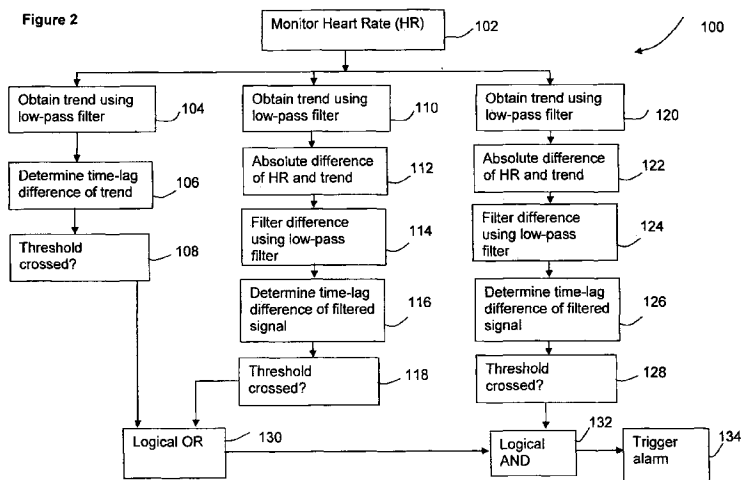 Figure 2
Monitor Heart Rate (HR)
102
100
Obtain trend using
low-pass filter
104
Determine time-lag
difference of trend
106
Threshold
crossed?
108
Obtain trend using
low-pass filter
110
Absolute difference
of HR and trend
112
Filter difference
using low-pass
filter
114
Determine time-lag
difference of filtered
signal
116
Threshold
crossed?
118
Obtain trend using
low-pass filter
120
Absolute difference
of HR and trend
122
Filter difference
using low-pass
filter
124
Determine time-lag
difference of filtered
signal
126
Threshold
crossed?
128
Logical OR
130
Logical
AND
132
Trigger
alarm
134